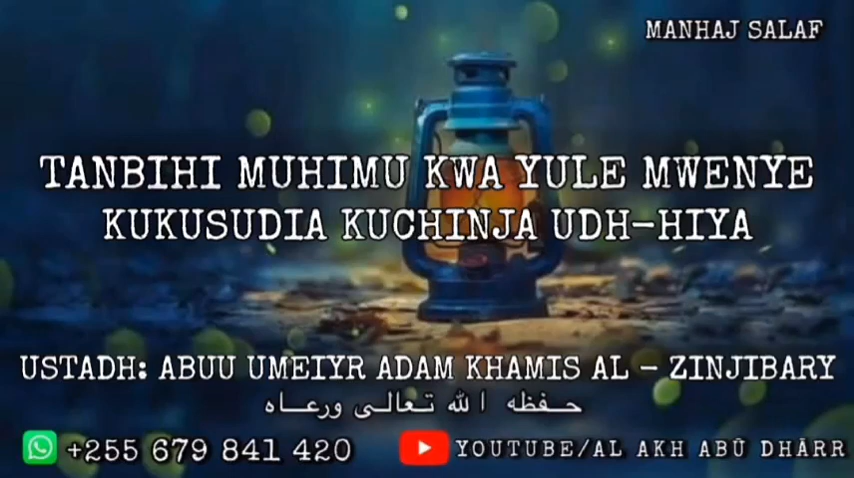 MANHAJ SALAF
TANBIHI MUHIMU KWA YULE MWENYE
KUKUSUDIA KUCHINJA UDH-HIYA
USTADH: ABUU UMEIYR ADAM KHAMIS AL - ZINJIBARY
حفظه الله تعالى ورعاه
+255 679 841 420
YOUTUBE/AL AKH ABŪ DHĀRR